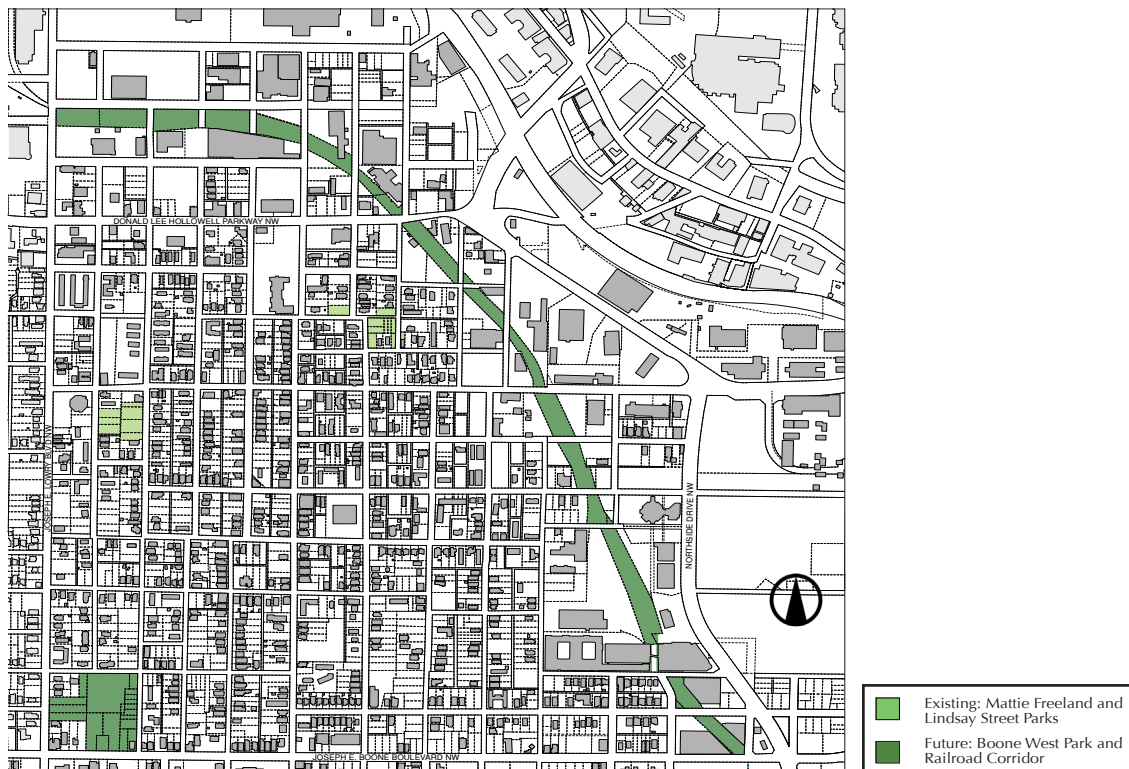 DONALD LEE HOLLOWELL PARKWAY NW
JOSEPH E. LOWRY BLVD NW
NORTHSIDE DRIVE NW
JOSEPH E. BOONE BOULEVARD NW
Existing: Mattie Freeland and
Lindsay Street Parks
Future: Boone West Park and
Railroad Corridor